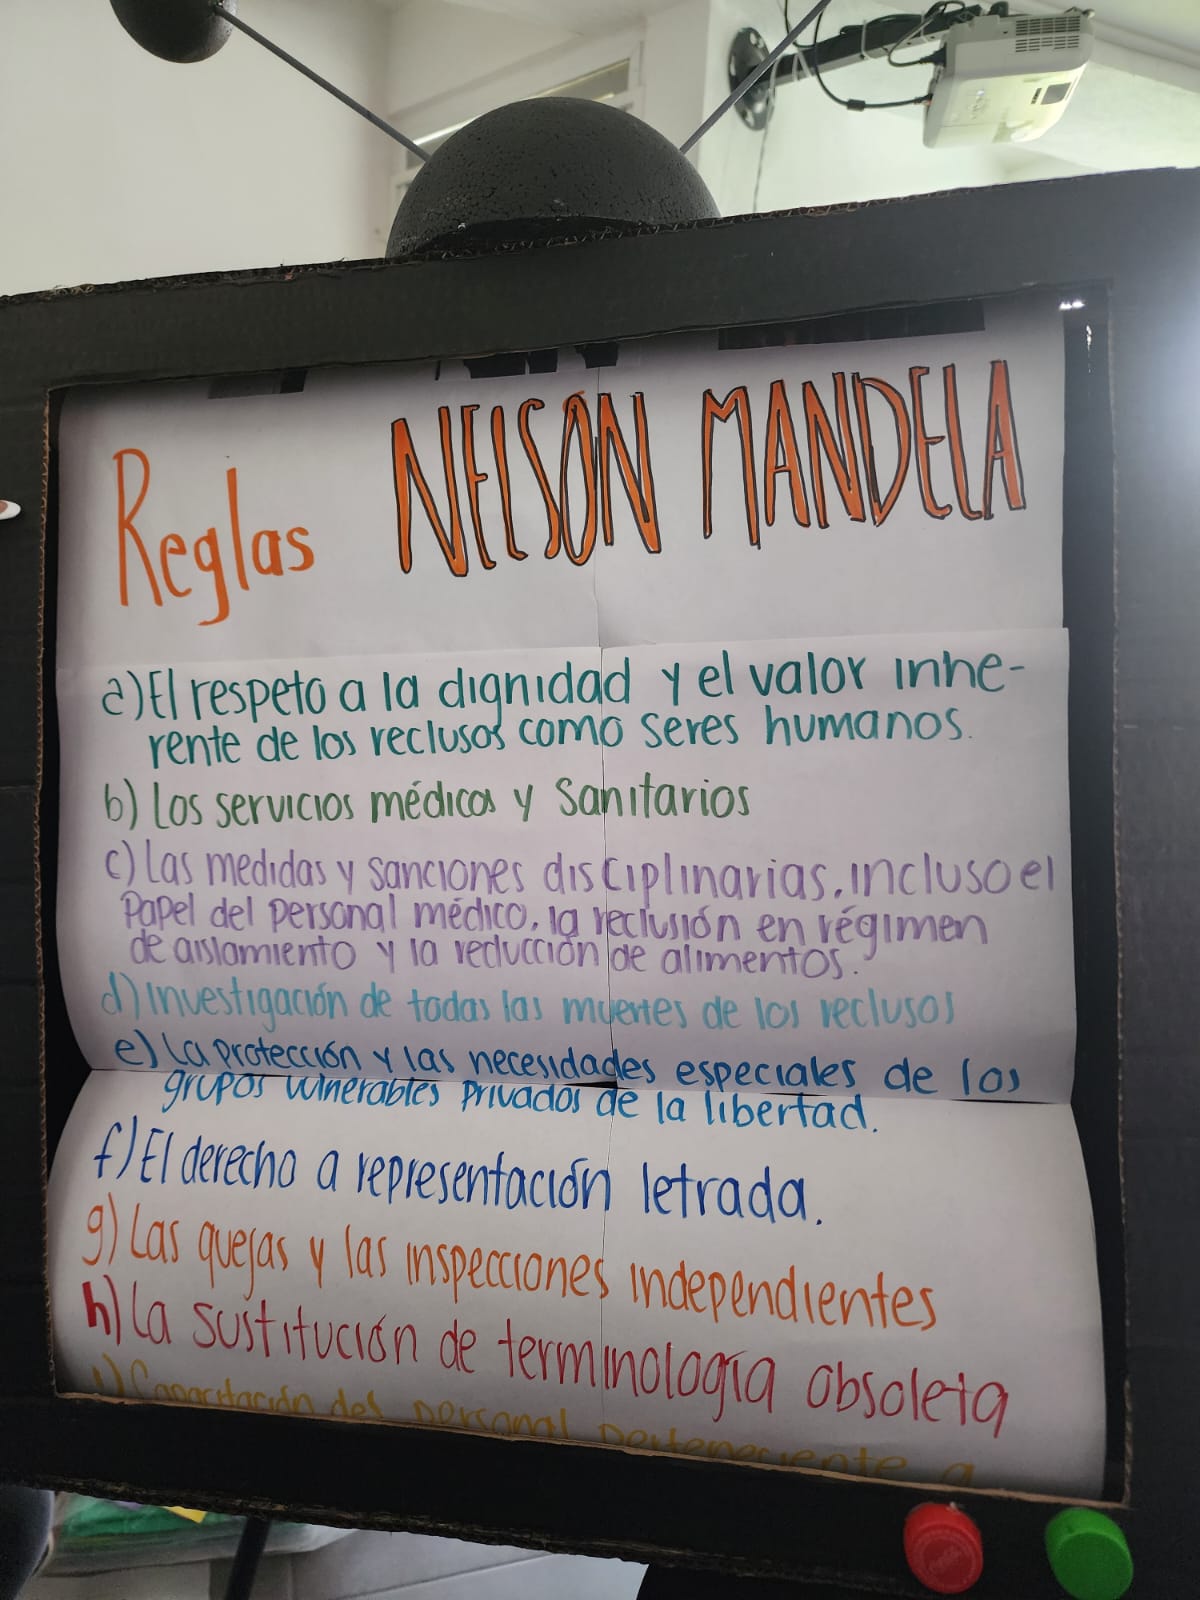 Reglas NELSON MANDELA
a) El respeto a la dignidad y el valor inhe-
rente de los reclusos como seres humanos.
b) Los servicios médicos y Sanitarios
c) Las medidas y sanciones disciplinarias, incluso el
Papel del Personal médico, la reclusión en régimen
de aislamiento y la reducción de alimentos.
d) Investigación de todas las muertes de los reclusos
e) La protección y las necesidades especiales de los
grupos vulnerables Privados de la libertad.
f) El derecho a representación letrada.
g) Las quejas y las inspecciones independientes
h) La sustitución de terminología obsoleta
i) Capacitación del personal perteneciente a